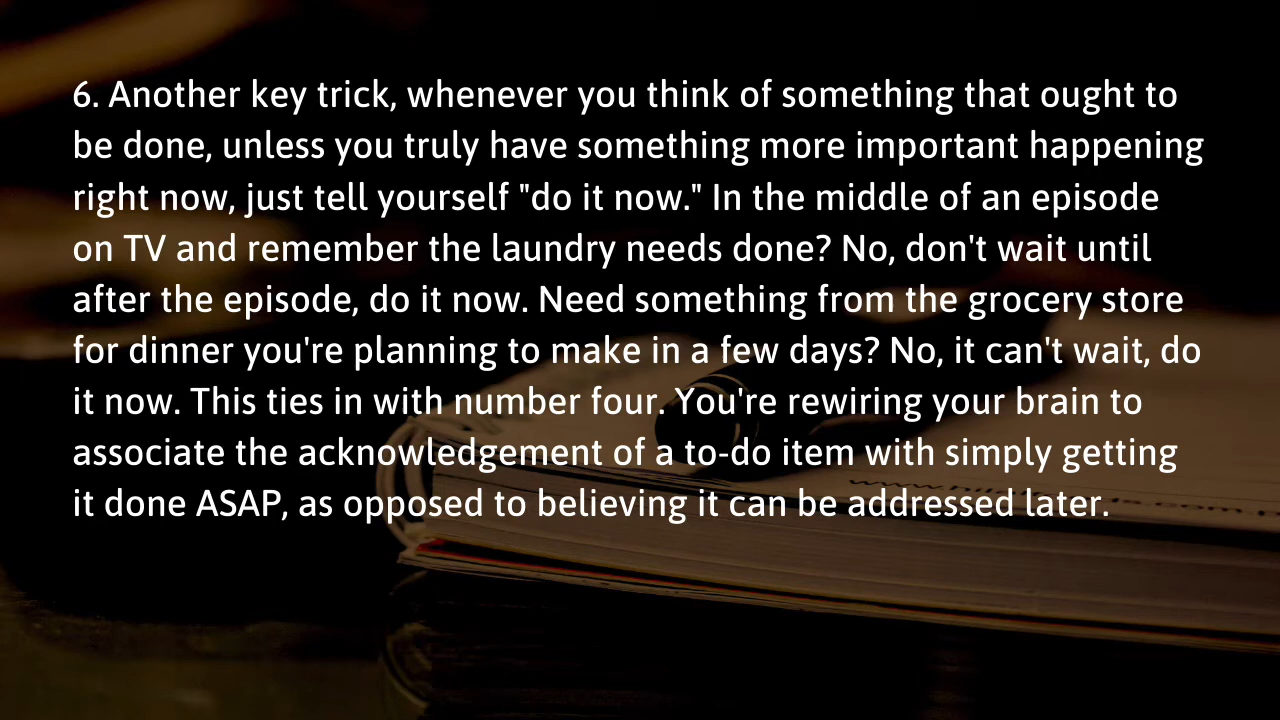 6. Another key trick, whenever you think of something that ought to
be done, unless you truly have something more important happening
right now, just tell yourself "do it now." In the middle of an episode
on TV and remember the laundry needs done? No, don't wait until
after the episode, do it now. Need something from the grocery store
for dinner you're planning to make in a few days? No, it can't wait, do
it now. This ties in with number four. You're rewiring your brain to
associate the acknowledgement of a to-do item with simply getting
it done ASAP, as opposed to believing it can be addressed later.